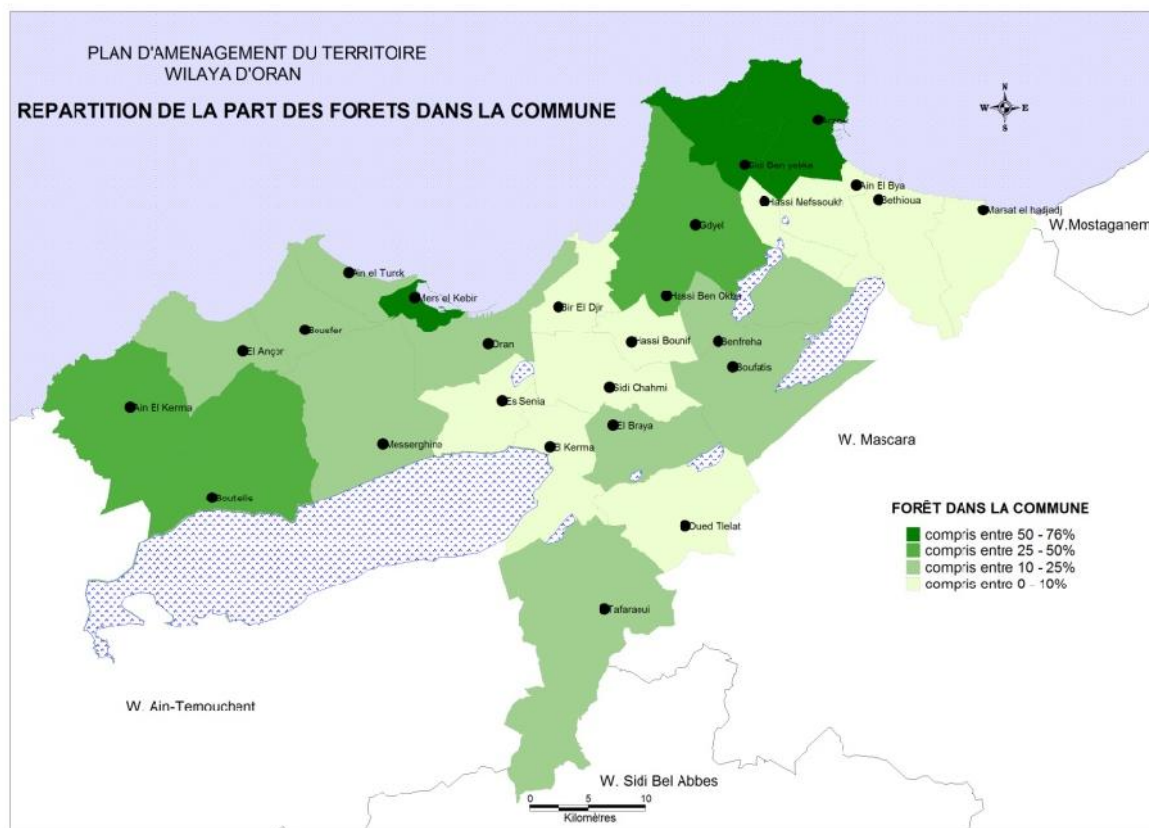 PLAN D'AMENAGEMENT DU TERRITOIRE
WILAYA D'ORAN
REPARTITION DE LA PART DES FORETS DANS LA COMMUNE
N
W E
S
Sidi Ben yebka
Ain El Bya
Hassi Nefssoukh
Bethioua
Marsat el hadjadj
W.Mostaganem
Gdyel
Ain el Turck
Mers el Kebir
Hassi Ben Okba
Bir El Djir
Bousfer
Oran
Hassi Bounif
Benfreha
El Ançor
Boufatis
Sidi Chahmi
Ain El Kerma
Es Senia
El Braya
Messerghine
El Kerma
W. Mascara
Boutelis
Oued Tlelat
FORÊT DANS LA COMMUNE
compris entre 50 - 76%
compris entre 25 - 50%
compris entre 10 - 25%
compris entre 0 - 10%
Tafaraoui
W. Ain-Temouchent
W. Sidi Bel Abbes
0 5 10
Kilomètres